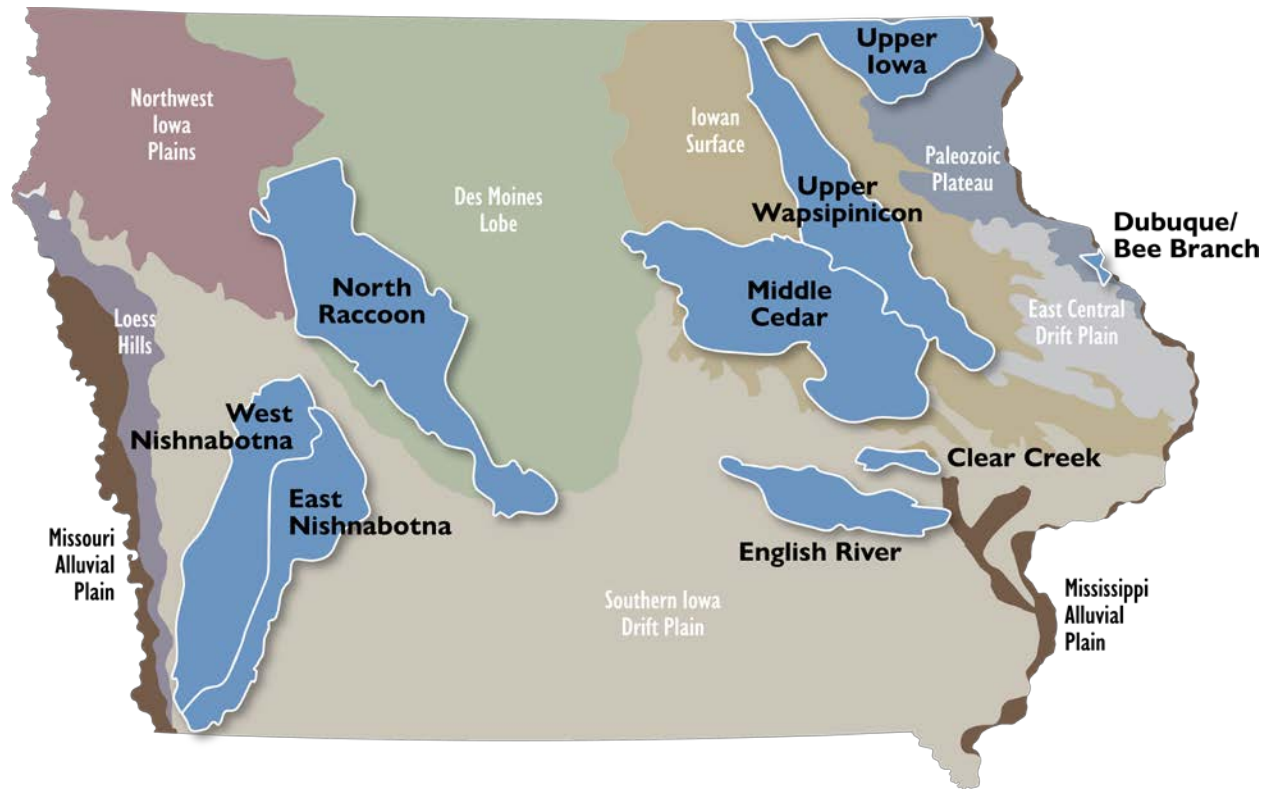 Upper
Iowa
Northwest
Iowa
Plains
Iowan
Surface
Paleozoic
Plateau
Des Moines
Lobe
Upper
Wapsipinicon
Dubuque/
Bee Branch
North
Raccoon
Middle
Cedar
Loess
Hills
East Central
Drift Plain
West
Nishnabotna
Clear Creek
East
Nishnabotna
English River
Missouri
Alluvial
Plain
Southern Iowa
Drift Plain
Mississippi
Alluvial
Plain